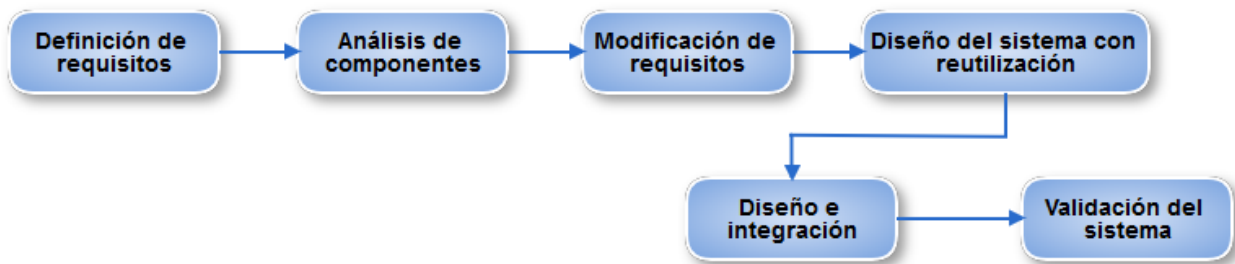 Definición de
requisitos
Análisis de
componentes
Modificación de
requisitos
Diseño del sistema con
reutilización
Diseño e
integración
Validación del
sistema